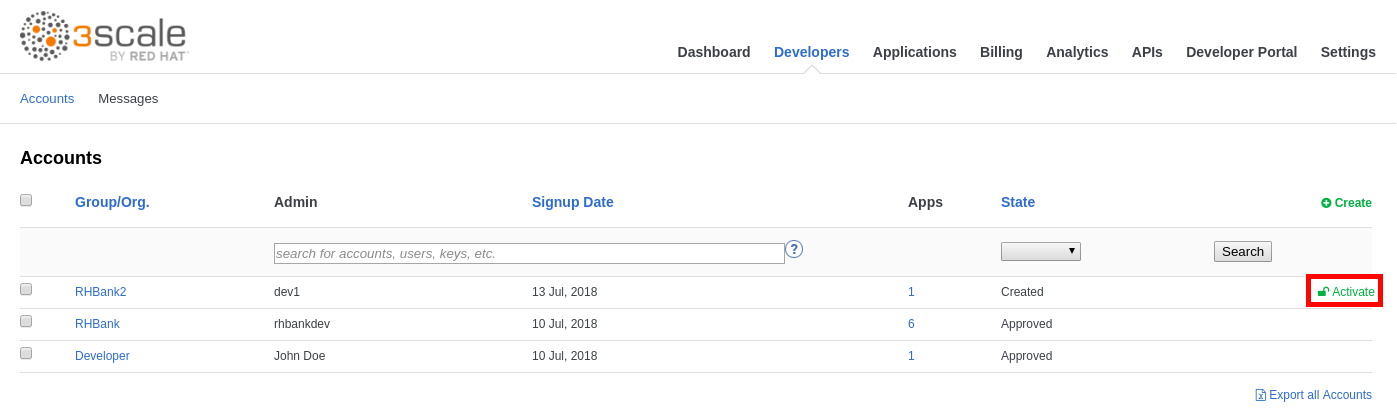 3scale
BY RED HAT
Dashboard Developers Applications Billing Analytics APIs Developer Portal Settings
Accounts Messages
Accounts
Group/Org. Admin Signup Date Apps State Create
search for accounts, users, keys, etc. ? Search
RHBank2 dev1 13 Jul, 2018 1 Created Activate
RHBank rhbankdev 10 Jul, 2018 6 Approved
Developer John Doe 10 Jul, 2018 1 Approved
Export all Accounts